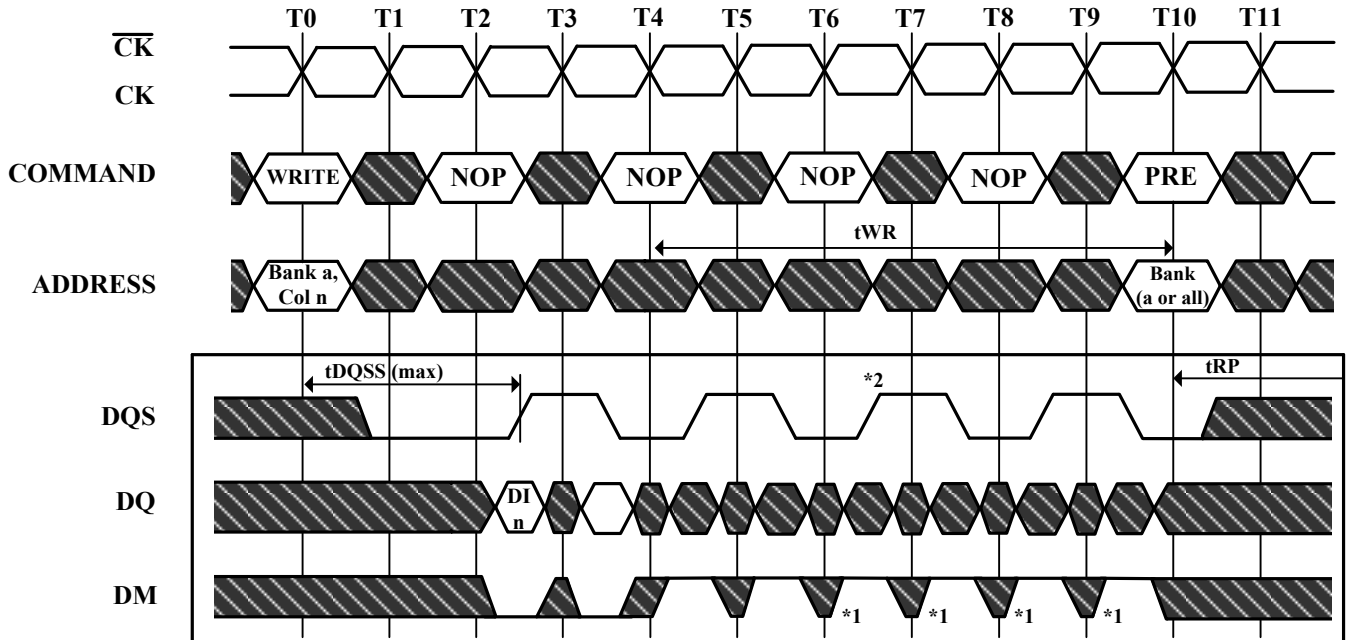 T0 T1 T2 T3 T4 T5 T6 T7 T8 T9 T10 T11
CK
CK
COMMAND
WRITE NOP NOP NOP NOP PRE
tWR
ADDRESS
Bank a,
Col n
Bank
(a or all)
tDQSS (max)
*2
tRP
DQS
DQ
DI
n
DM
*1 *1 *1 *1